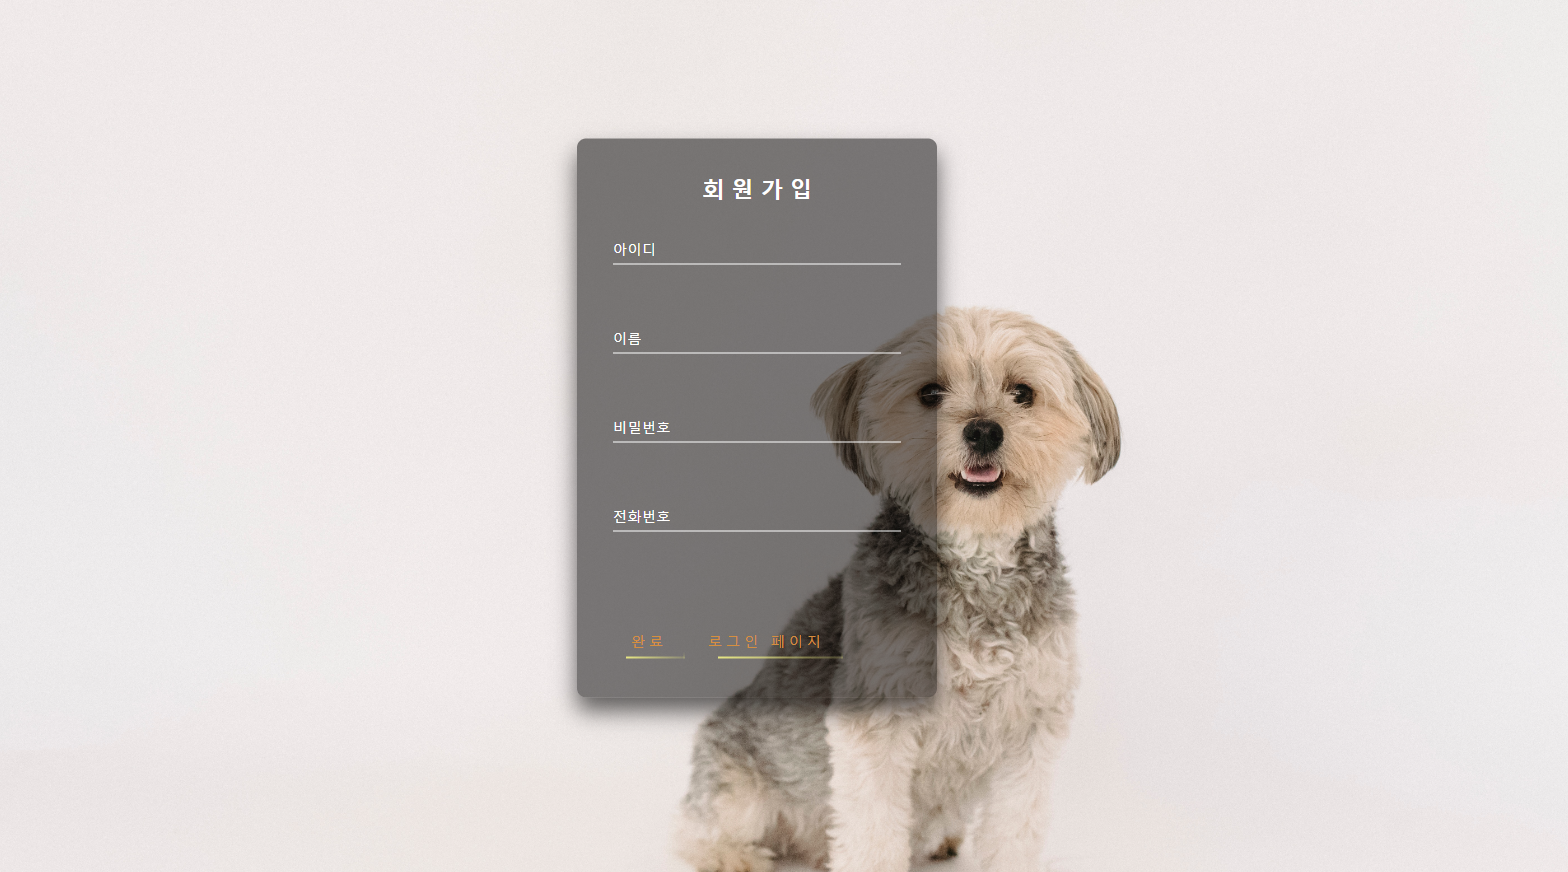 회원가입
아이디
이름
비밀번호
전화번호
완료 로그인 페이지